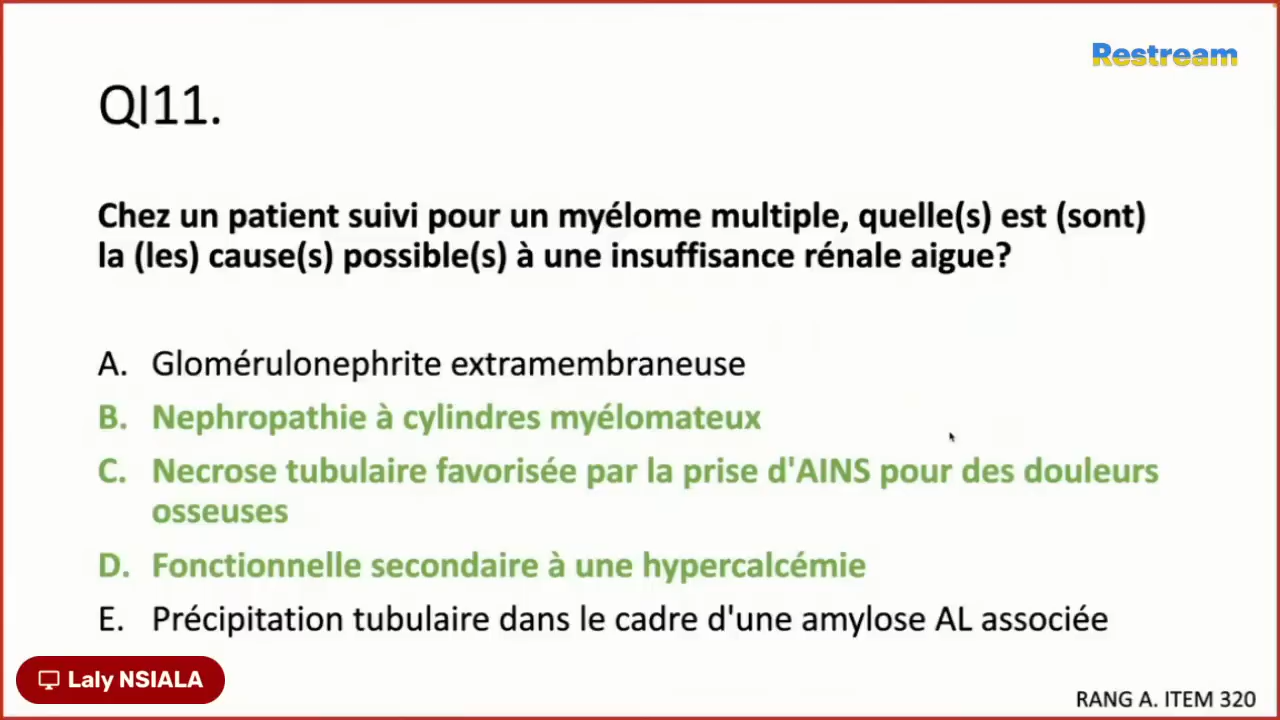 Restream
QI11.
Chez un patient suivi pour un myélome multiple, quelle(s) est (sont)
la (les) cause(s) possible(s) à une insuffisance rénale aigue?
A. Glomérulonephrite extramembraneuse
B. Nephropathie à cylindres myélomateux
C. Necrose tubulaire favorisée par la prise d'AINS pour des douleurs
osseuses
D. Fonctionnelle secondaire à une hypercalcémie
E. Précipitation tubulaire dans le cadre d'une amylose AL associée
Laly NSIALA
RANG A. ITEM 320